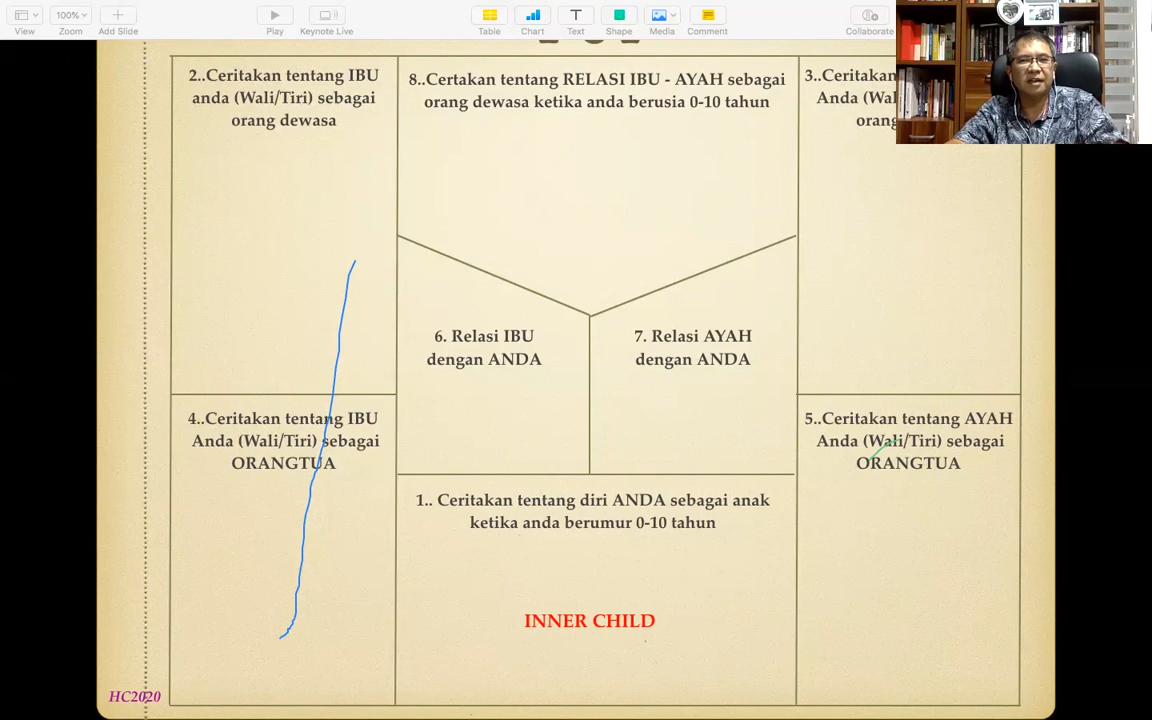 View
100%
Zoom
Add Slide
Play
Keynote Live
Table
Chart
Text
Shape
Media
Comment
Collaborate
2..Ceritakan tentang IBU
anda (Wali/Tiri) sebagai
orang dewasa
8..Certakan tentang RELASI IBU - AYAH sebagai
orang dewasa ketika anda berusia 0-10 tahun
3..Ceritakan
Anda
6. Relasi IBU
dengan ANDA
7. Relasi AYAH
dengan ANDA
4..Ceritakan tentang IBU
Anda (Wali/Tiri) sebagai
ORANGTUA
5..Ceritakan tentang AYAH
Anda (Wali/Tiri) sebagai
ORANGTUA
1.. Ceritakan tentang diri ANDA sebagai anak
ketika anda berumur 0-10 tahun
INNER CHILD
HC2020